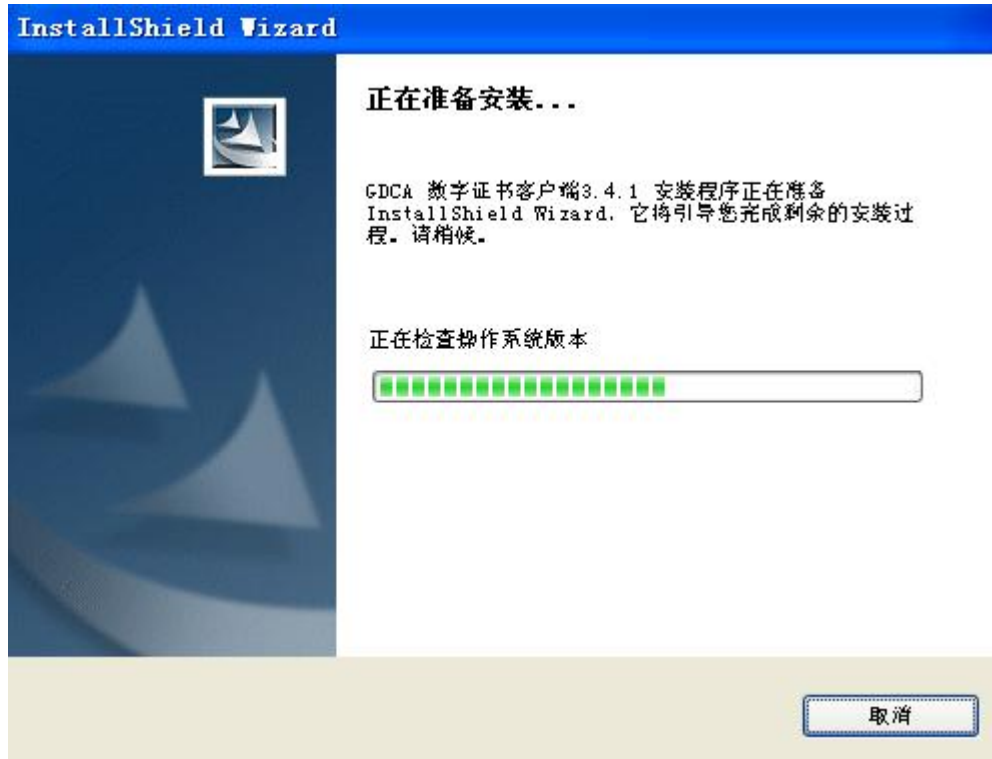 InstallShield Wizard
正在准备安装...
GDCA 数字证书客户端3.4.1 安装程序正在准备
InstallShield Wizard，它将引导您完成剩余的安装过
程。请稍候。
正在检查操作系统版本
取消